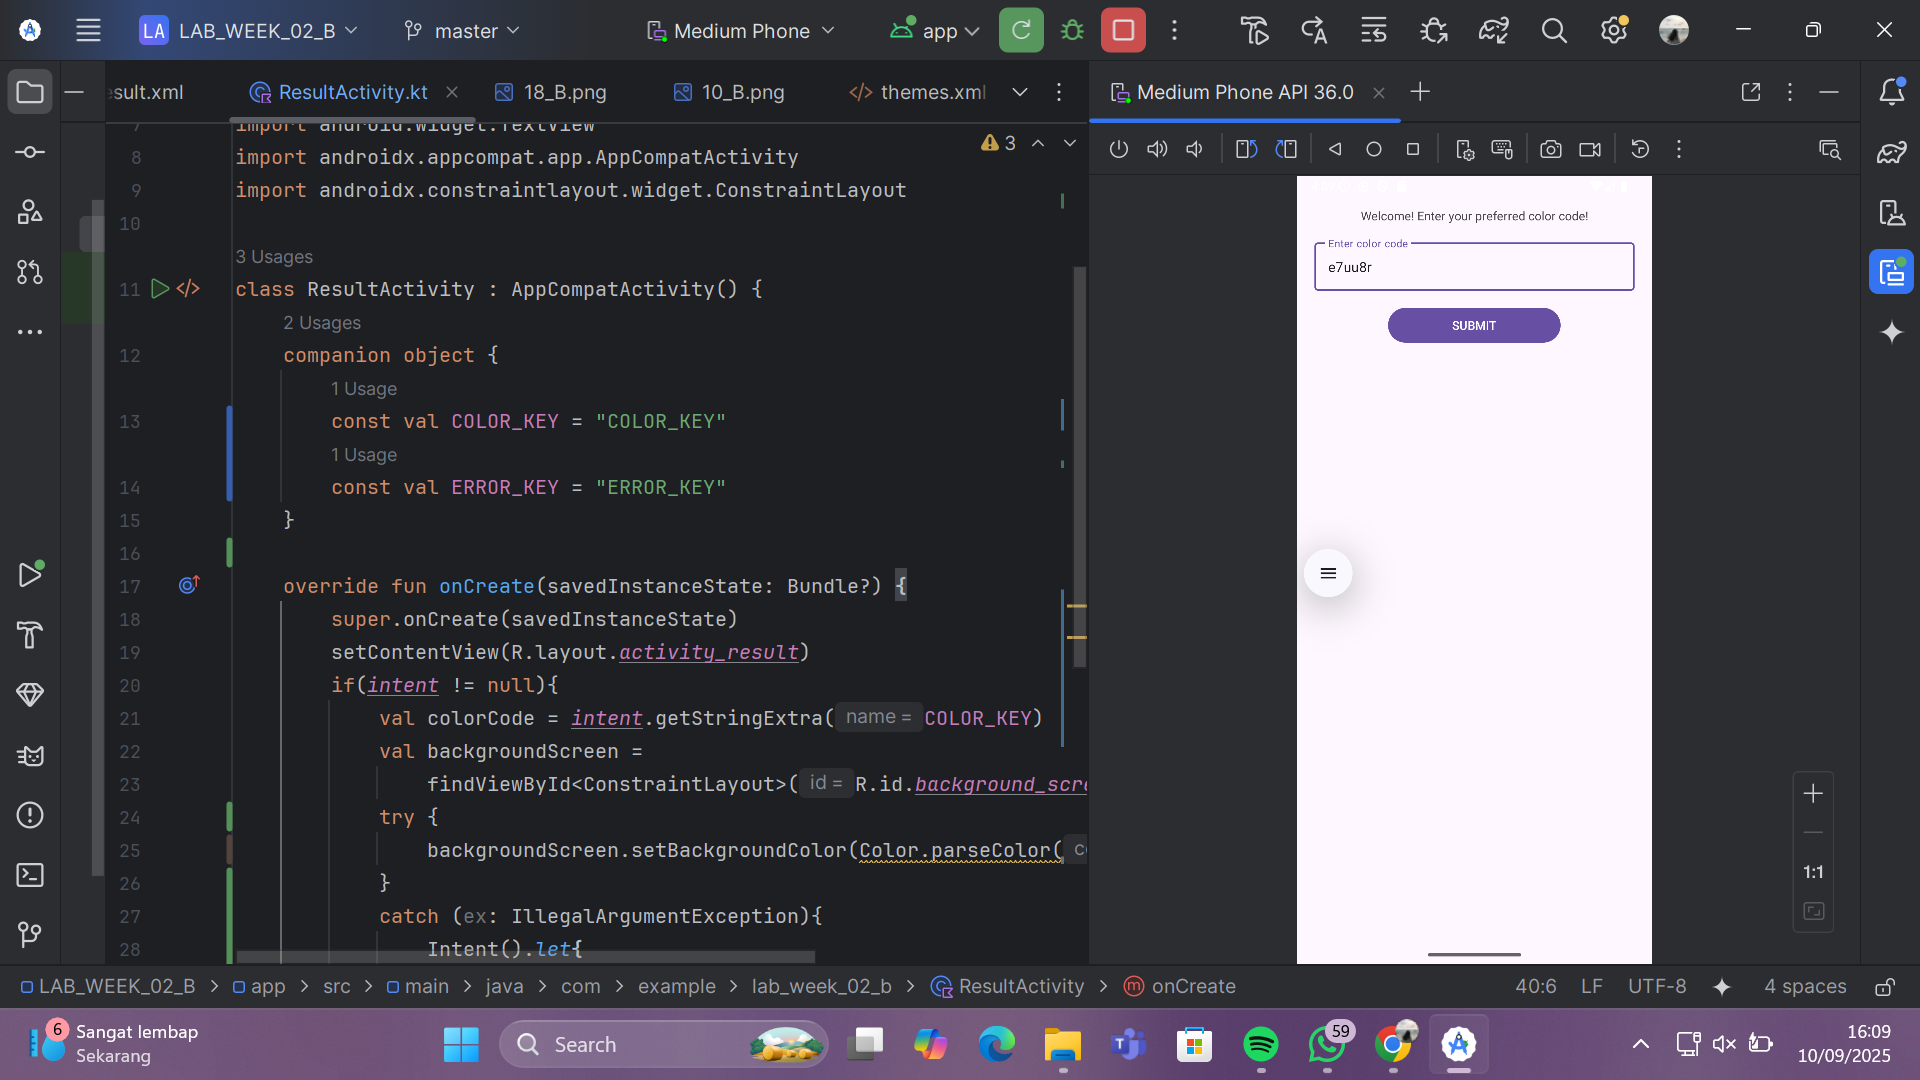 LA LAB_WEEK_02_B master Medium Phone app
esult.xml ResultActivity.kt 18_B.png 10_B.png themes.xml Medium Phone API 36.0
7 import android.widget.TextView
3
8 import androidx.appcompat.app.AppCompatActivity
9 import androidx.constraintlayout.widget.ConstraintLayout
10
3 Usages
11 class ResultActivity : AppCompatActivity() {
2 Usages
12 companion object {
1 Usage
13 const val COLOR_KEY = "COLOR_KEY"
1 Usage
14 const val ERROR_KEY = "ERROR_KEY"
15 }
16
17 override fun onCreate(savedInstanceState: Bundle?) {
18 super.onCreate(savedInstanceState)
19 setContentView(R.layout.activity_result)
20 if(intent != null){
21 val colorCode = intent.getStringExtra( name = COLOR_KEY)
22 val backgroundScreen =
23 findViewById<ConstraintLayout>( id = R.id.background_scre
24 try {
25 backgroundScreen.setBackgroundColor(Color.parseColor( co
26 }
27 catch (ex: IllegalArgumentException){
28 Intent().let{
Welcome! Enter your preferred color code!
Enter color code
e7uu8r
SUBMIT
1:1
LAB_WEEK_02_B > app > src > main > java > com > example > lab_week_02_b > ResultActivity > onCreate 40:6 LF UTF-8 4 spaces
6 Sangat lembap
Sekarang
Search
59
16:09
10/09/2025